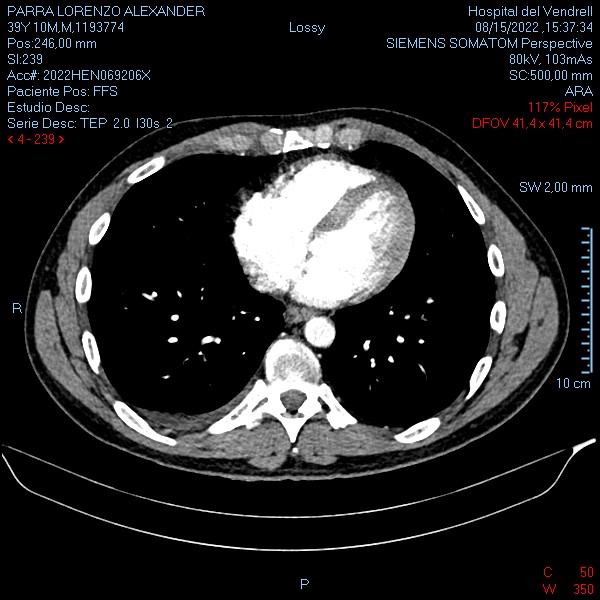 PARRA LORENZO ALEXANDER
39Y 10M,M,1193774
Pos:246,00 mm
SI:239
Acc#: 2022HEN069206X
Paciente Pos: FFS
Estudio Desc:
Serie Desc: TEP 2.0 I30s 2
< 4 - 239 >
Lossy
A
Hospital del Vendrell
08/15/2022 ,15:37:34
SIEMENS SOMATOM Perspective
80kV, 103mAs
SC:500,00 mm
ARA
117% Pixel
DFOV 41,4 x 41,4 cm
SW 2,00 mm
R
10 cm
P
C 50
W 350